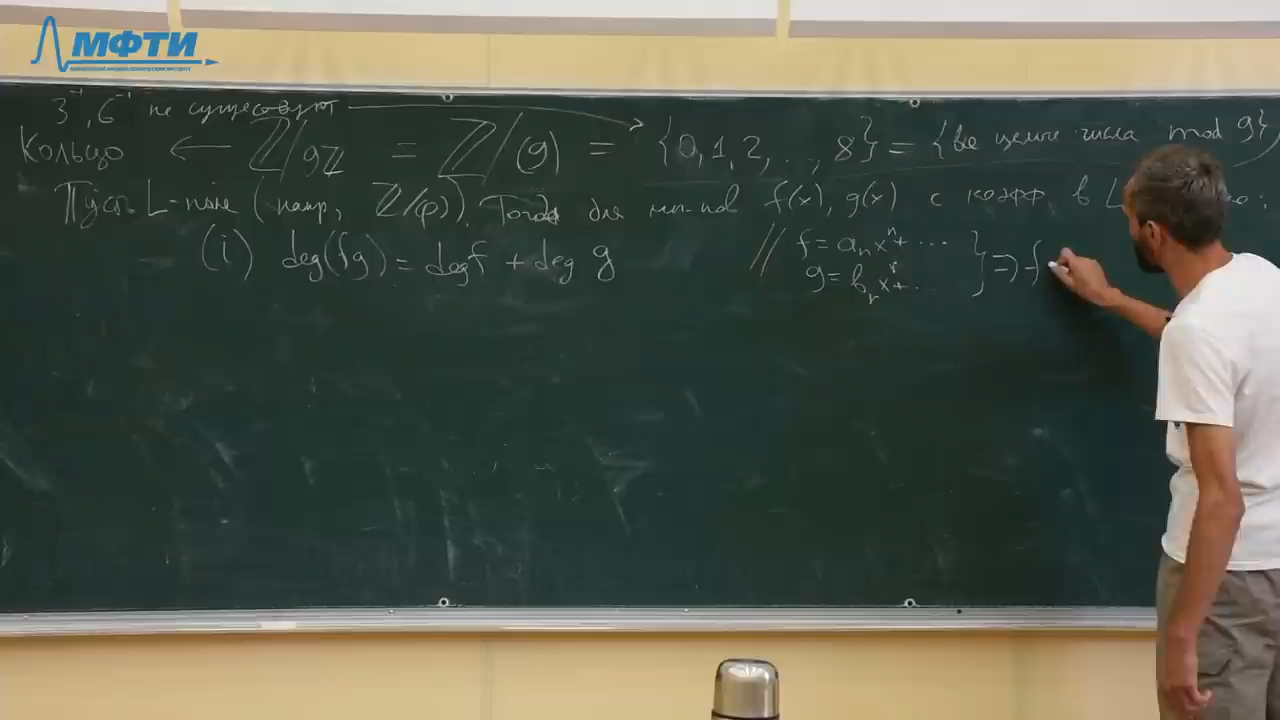 МФТИ
3⁻¹, 6⁻¹ не существуют
Кольцо ← ℤ/9ℤ = ℤ/(9) = {0, 1, 2, ..., 8} = {все целые числа mod 9}
Пусть L-поле (напр, ℤ/(p)). Тогда для мн-нов f(x), g(x) с коэфф. в L
(i) deg(fg) = deg f + deg g // f = aₙxⁿ + ... } ⇒ f
g = bᵣxʳ + ...